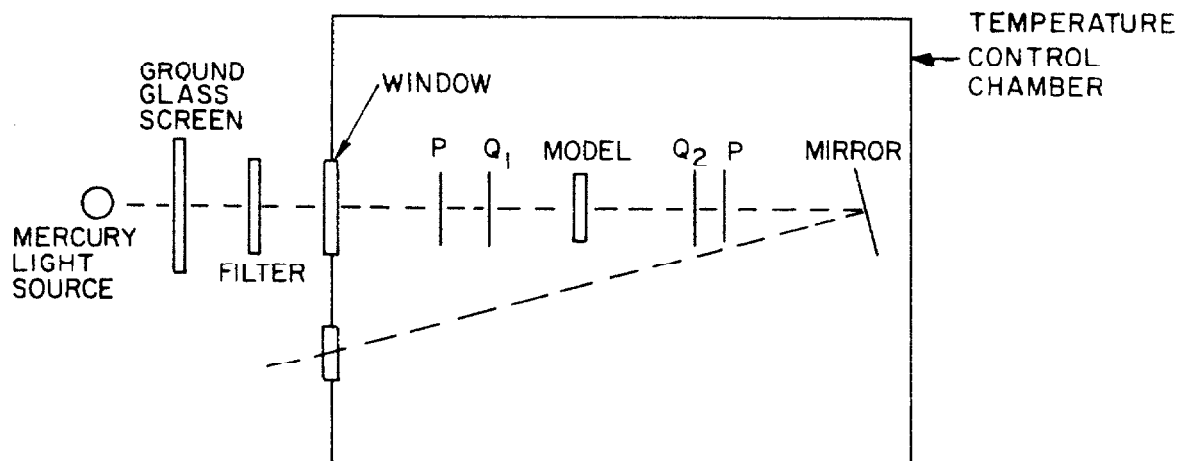 TEMPERATURE
CONTROL
CHAMBER
GROUND
GLASS
SCREEN
WINDOW
P
Q1
MODEL
Q2
P
MIRROR
MERCURY
LIGHT
SOURCE
FILTER